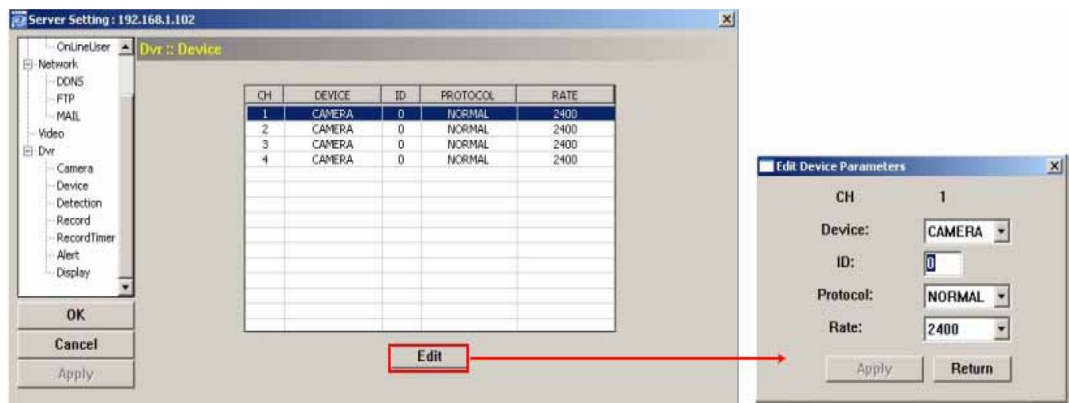 Server Setting : 192.168.1.102
OnLineUser
Network
DDNS
FTP
MAIL
Video
Dvr
Camera
Device
Detection
Record
RecordTimer
Alert
Display
OK
Cancel
Apply
Dvr :: Device
CH DEVICE ID PROTOCOL RATE
1 CAMERA 0 NORMAL 2400
2 CAMERA 0 NORMAL 2400
3 CAMERA 0 NORMAL 2400
4 CAMERA 0 NORMAL 2400
Edit
Edit Device Parameters
CH 1
Device: CAMERA
ID: 0
Protocol: NORMAL
Rate: 2400
Apply Return